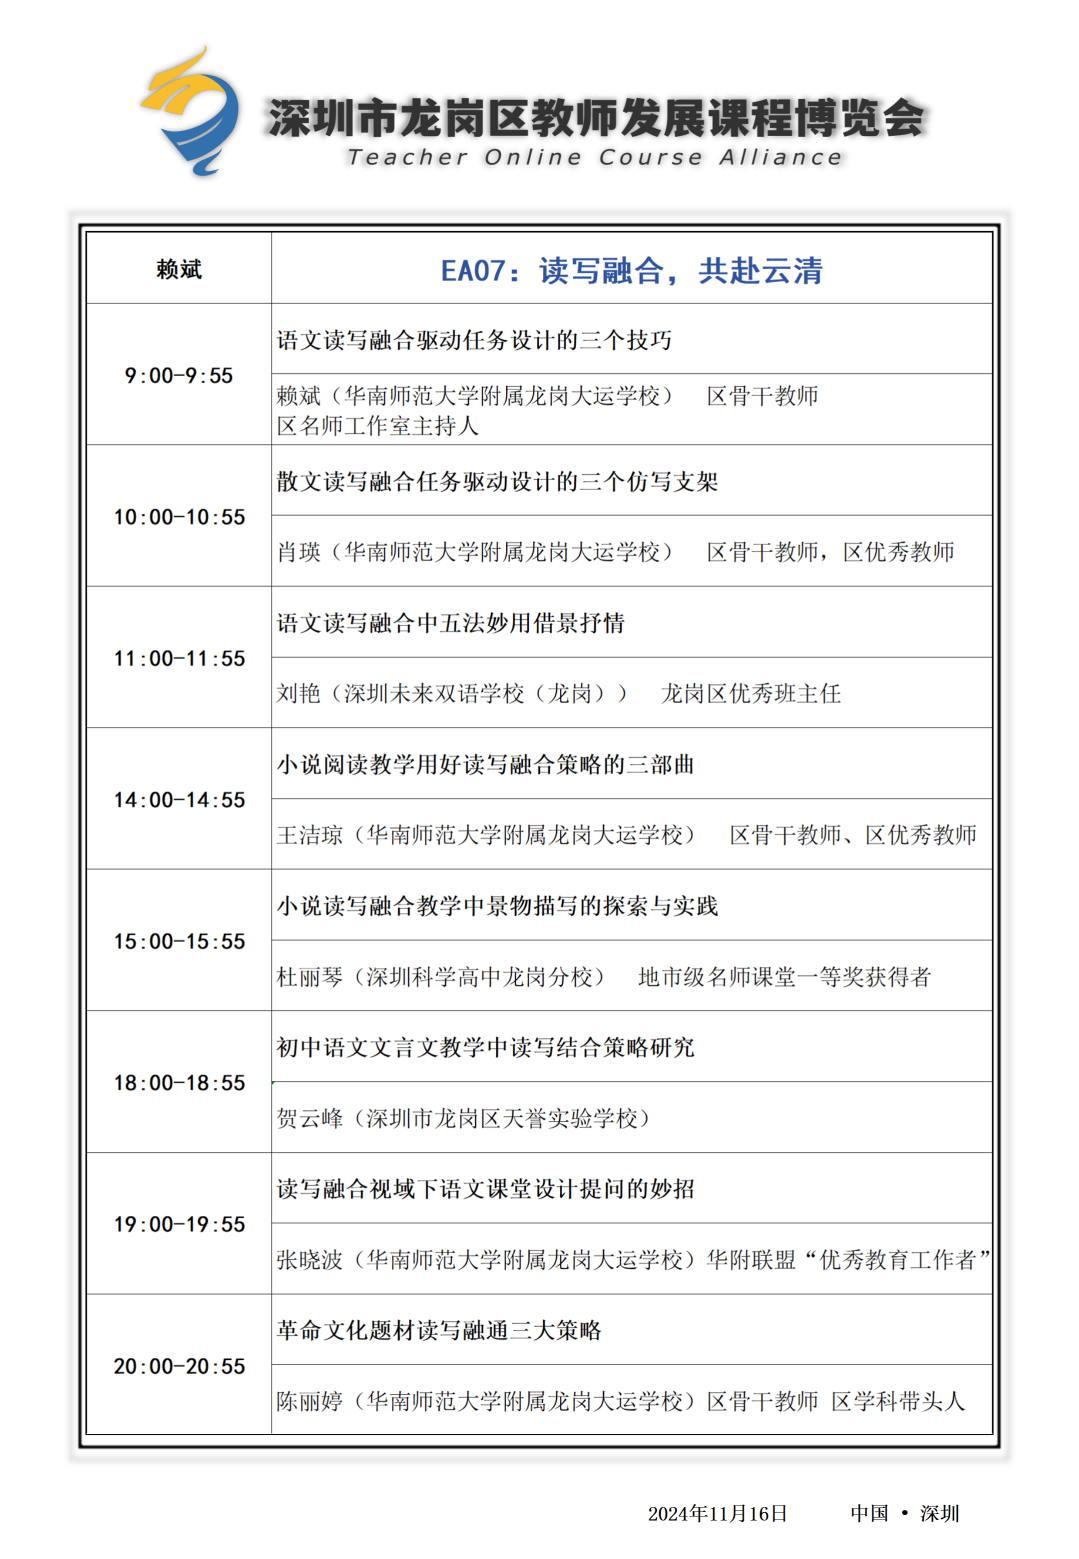 深圳市龙岗区教师发展课程博览会
Teacher Online Course Alliance
赖斌
EA07：读写融合，共赴云清
9:00-9:55
语文读写融合驱动任务设计的三个技巧
赖斌（华南师范大学附属龙岗大运学校） 区骨干教师
区名师工作室主持人
10:00-10:55
散文读写融合任务驱动设计的三个仿写支架
肖瑛（华南师范大学附属龙岗大运学校） 区骨干教师，区优秀教师
11:00-11:55
语文读写融合中五法妙用借景抒情
刘艳（深圳未来双语学校（龙岗）） 龙岗区优秀班主任
14:00-14:55
小说阅读教学用好读写融合策略的三部曲
王洁琼（华南师范大学附属龙岗大运学校） 区骨干教师、区优秀教师
15:00-15:55
小说读写融合教学中景物描写的探索与实践
杜丽琴（深圳科学高中龙岗分校） 地市级名师课堂一等奖获得者
18:00-18:55
初中语文文言文教学中读写结合策略研究
贺云峰（深圳市龙岗区天誉实验学校）
19:00-19:55
读写融合视域下语文课堂设计提问的妙招
张晓波（华南师范大学附属龙岗大运学校）华附联盟“优秀教育工作者”
20:00-20:55
革命文化题材读写融通三大策略
陈丽婷（华南师范大学附属龙岗大运学校）区骨干教师 区学科带头人
2024年11月16日 中国 • 深圳